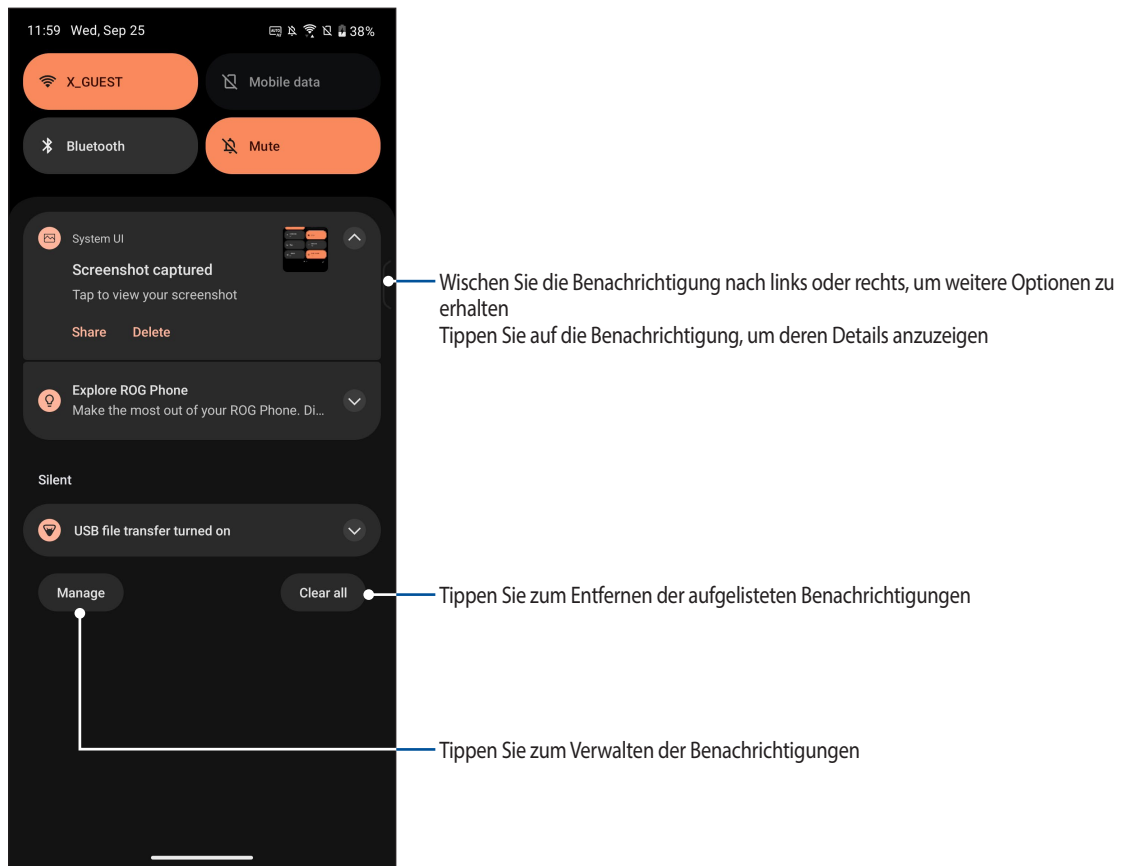 11:59 Wed, Sep 25
38%
X_GUEST
Mobile data
Bluetooth
Mute
System UI
Screenshot captured
Tap to view your screenshot
Share Delete
Wischen Sie die Benachrichtigung nach links oder rechts, um weitere Optionen zu
erhalten
Tippen Sie auf die Benachrichtigung, um deren Details anzuzeigen
Explore ROG Phone
Make the most out of your ROG Phone. Di...
Silent
USB file transfer turned on
Manage
Clear all
Tippen Sie zum Entfernen der aufgelisteten Benachrichtigungen
Tippen Sie zum Verwalten der Benachrichtigungen